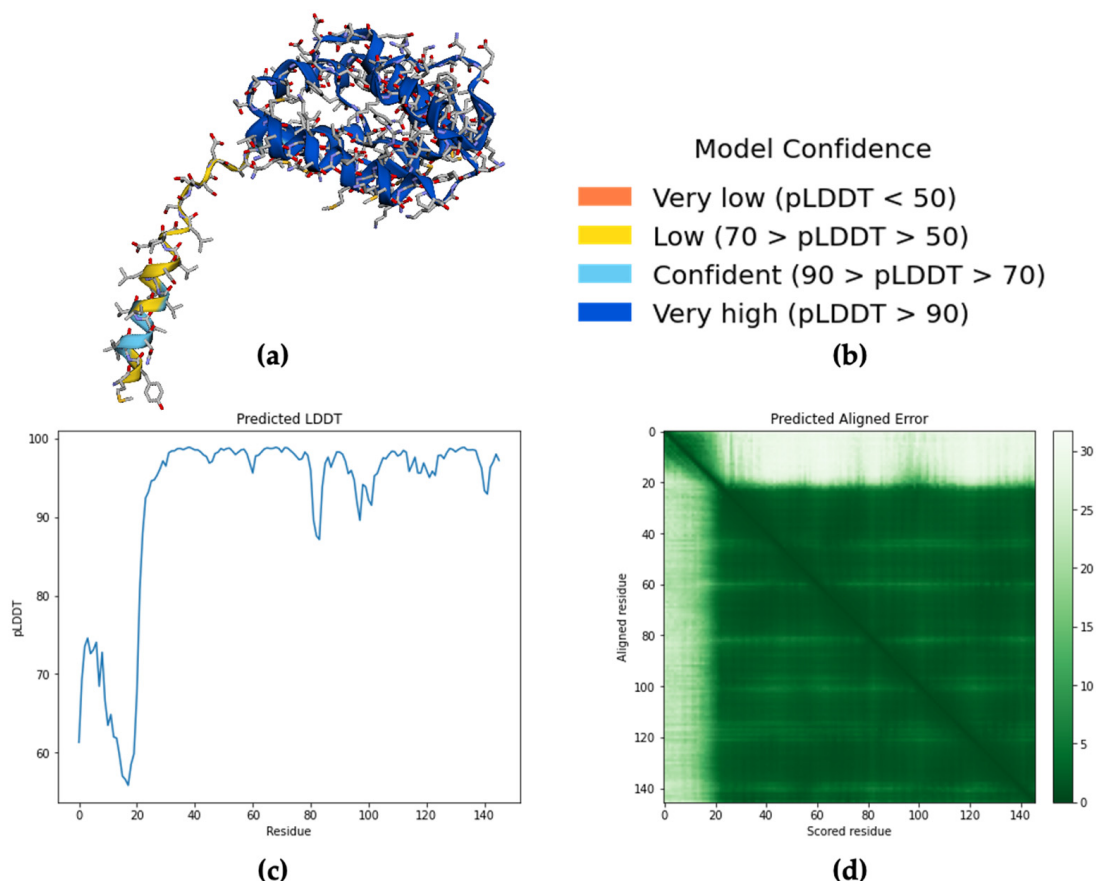 Model Confidence
Very low (pLDDT < 50)
Low (70 > pLDDT > 50)
Confident (90 > pLDDT > 70)
Very high (pLDDT > 90)
(a)
(b)
Predicted LDDT
100
90
80
70
60
pLDDT
0 20 40 60 80 100 120 140
Residue
(c)
Predicted Aligned Error
0
20
40
60
80
100
120
140
Aligned residue
0 20 40 60 80 100 120 140
Scored residue
30
25
20
15
10
5
0
(d)